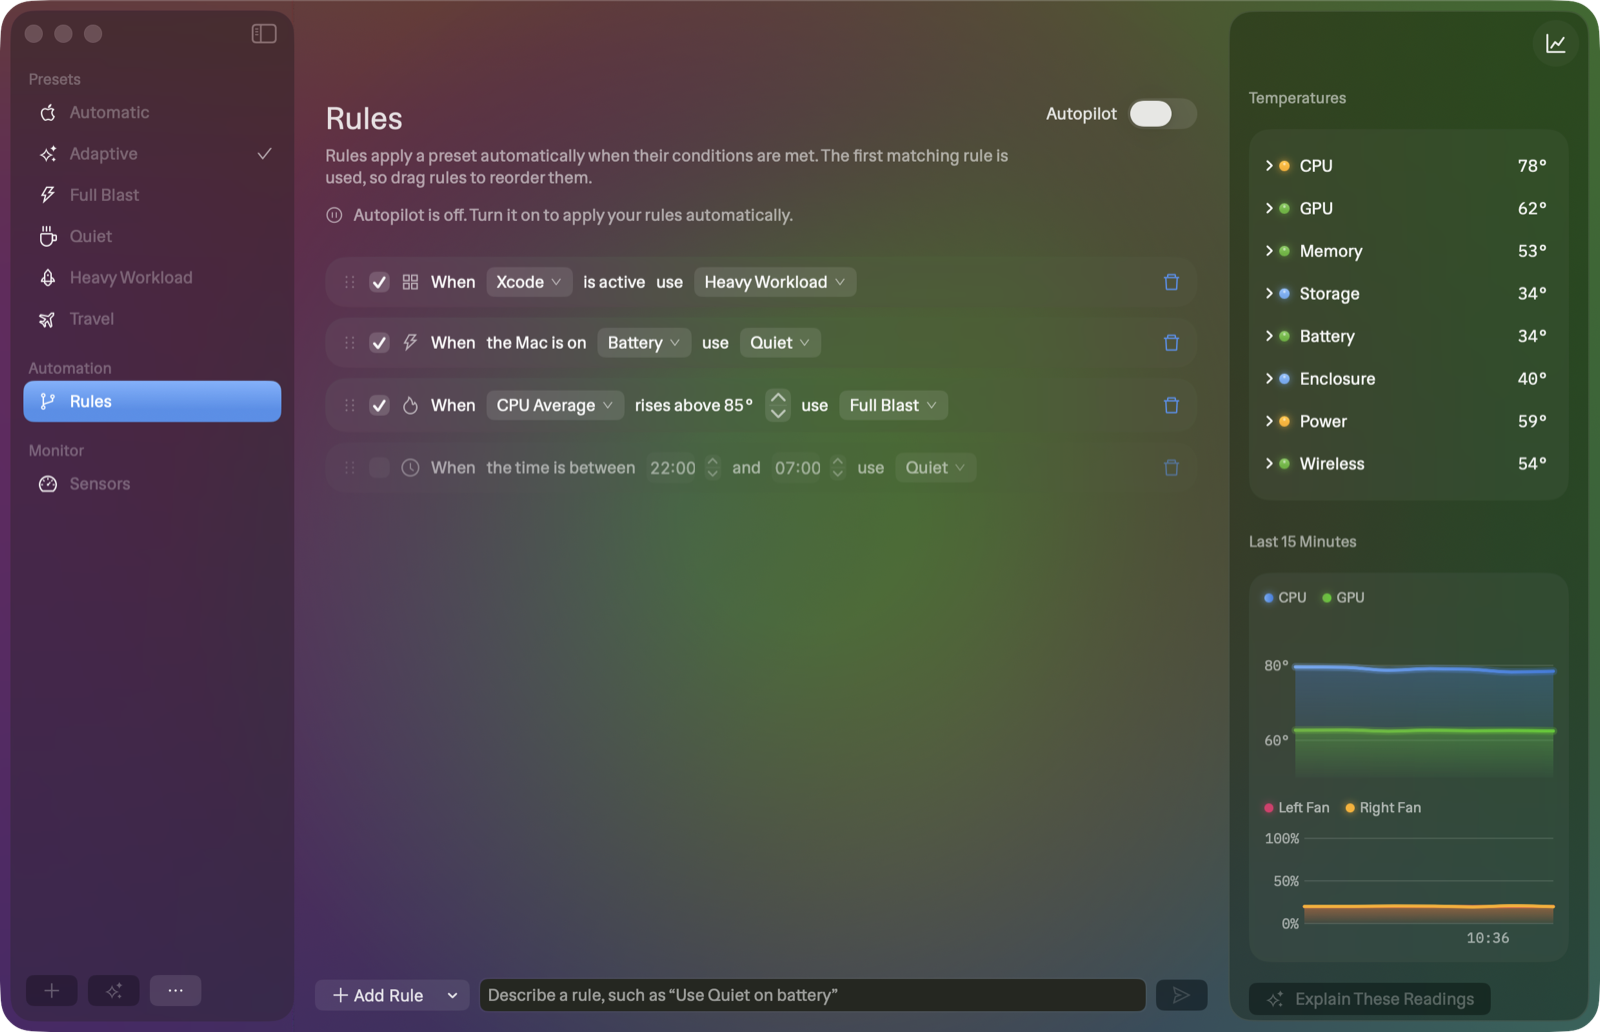 Presets
Automatic
Adaptive
Full Blast
Quiet
Heavy Workload
Travel
Automation
Rules
Monitor
Sensors
Rules
Autopilot
Rules apply a preset automatically when their conditions are met. The first matching rule is
used, so drag rules to reorder them.
Autopilot is off. Turn it on to apply your rules automatically.
When Xcode is active use Heavy Workload
When the Mac is on Battery use Quiet
When CPU Average rises above 85° use Full Blast
When the time is between 22:00 and 07:00 use Quiet
+ Add Rule
Describe a rule, such as “Use Quiet on battery”
Temperatures
CPU 78°
GPU 62°
Memory 53°
Storage 34°
Battery 34°
Enclosure 40°
Power 59°
Wireless 54°
Last 15 Minutes
CPU GPU
80°
60°
Left Fan Right Fan
100%
50%
0%
10:36
Explain These Readings